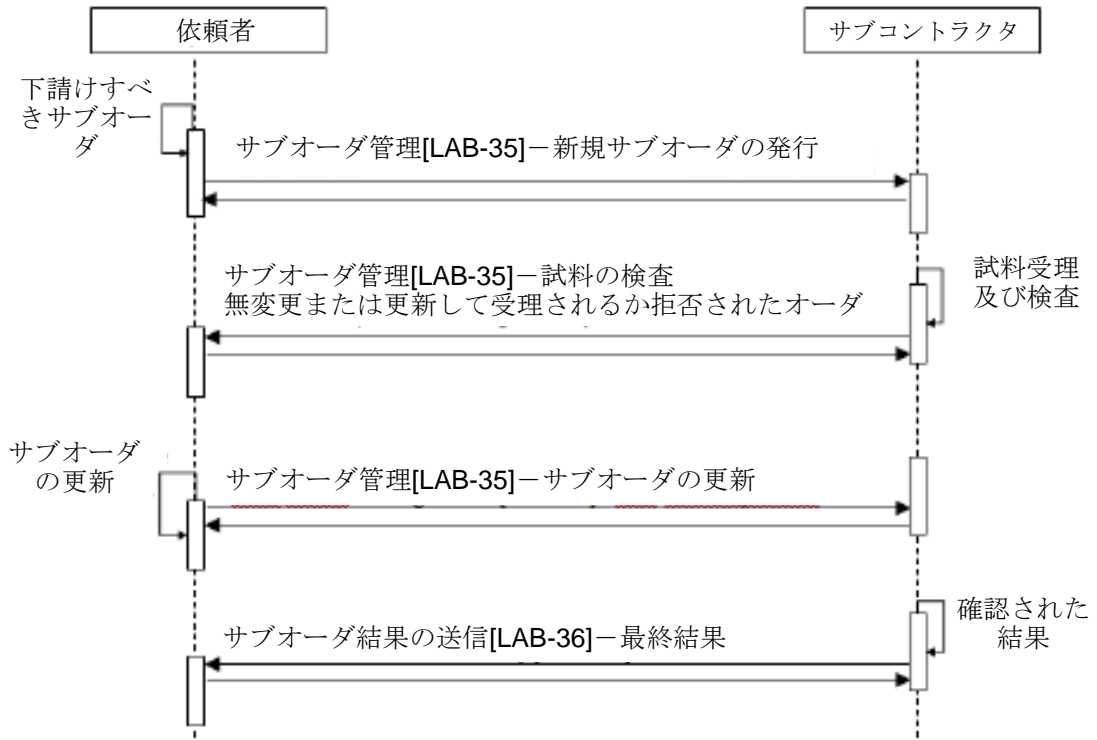 依頼者
サブコントラクタ
下請けすべ
きサブオー
ダ
サブオーダ管理[LAB-35]－新規サブオーダの発行
サブオーダ管理[LAB-35]－試料の検査
無変更または更新して受理されるか拒否されたオーダ
試料受理
及び検査
サブオーダ
の更新
サブオーダ管理[LAB-35]－サブオーダの更新
サブオーダ結果の送信[LAB-36]－最終結果
確認された
結果